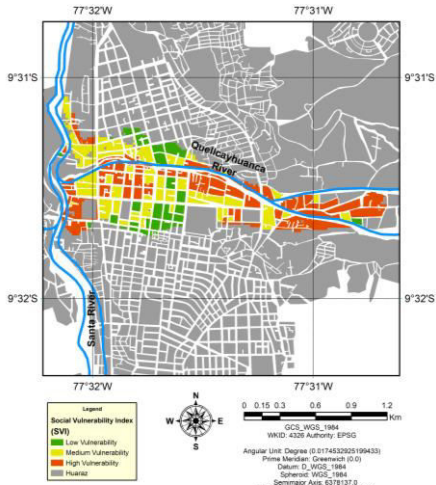 77°32'W 77°31'W
9°31'S 9°31'S
Quellcayhuanca
River
9°32'S 9°32'S
Santa River
77°32'W 77°31'W
Legend
Social Vulnerability Index
(SVI)
Low Vulnerability
Medium Vulnerability
High Vulnerability
Huaraz
N
W E
S
0 0.15 0.3 0.6 0.9 1.2
Km
GCS_WGS_1984
WKID: 4326 Authority: EPSG
Angular Unit: Degree (0.0174532925199433)
Prime Meridian: Greenwich (0.0)
Datum: D_WGS_1984
Spheroid: WGS_1984
Semimajor Axis: 6378137.0